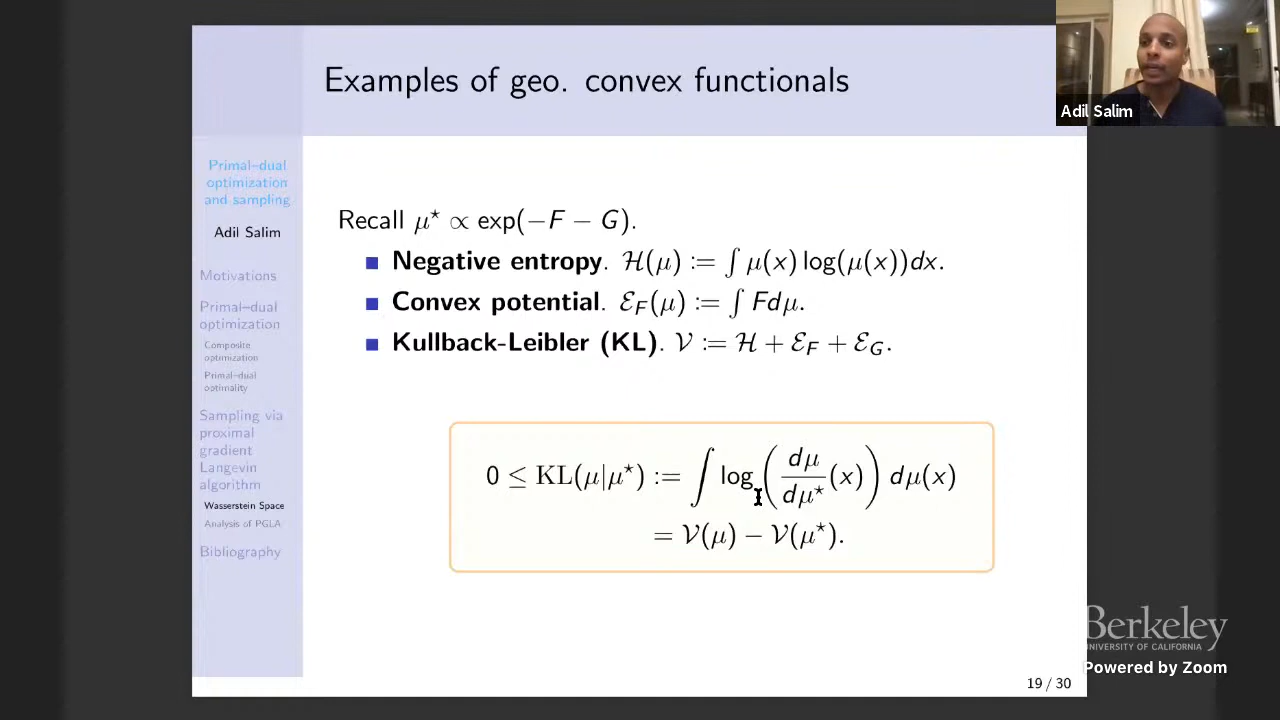 Examples of geo. convex functionals
Adil Salim
Primal–dual
optimization
and sampling
Adil Salim
Motivations
Primal–dual
optimization
Composite
optimization
Primal–dual
optimality
Sampling via
proximal
gradient
Langevin
algorithm
Wasserstein Space
Analysis of PGLA
Bibliography
Recall μ⋆ ∝ exp(−F − G).
Negative entropy. ℋ(μ) := ∫ μ(x) log(μ(x))dx.
Convex potential. ℰ_F(μ) := ∫ Fdμ.
Kullback-Leibler (KL). 𝒱 := ℋ + ℰ_F + ℰ_G.
0 ≤ KL(μ|μ⋆) := ∫ log(dμ/dμ⋆(x)) dμ(x)
= 𝒱(μ) − 𝒱(μ⋆).
Berkeley
UNIVERSITY OF CALIFORNIA
Powered by Zoom
19 / 30